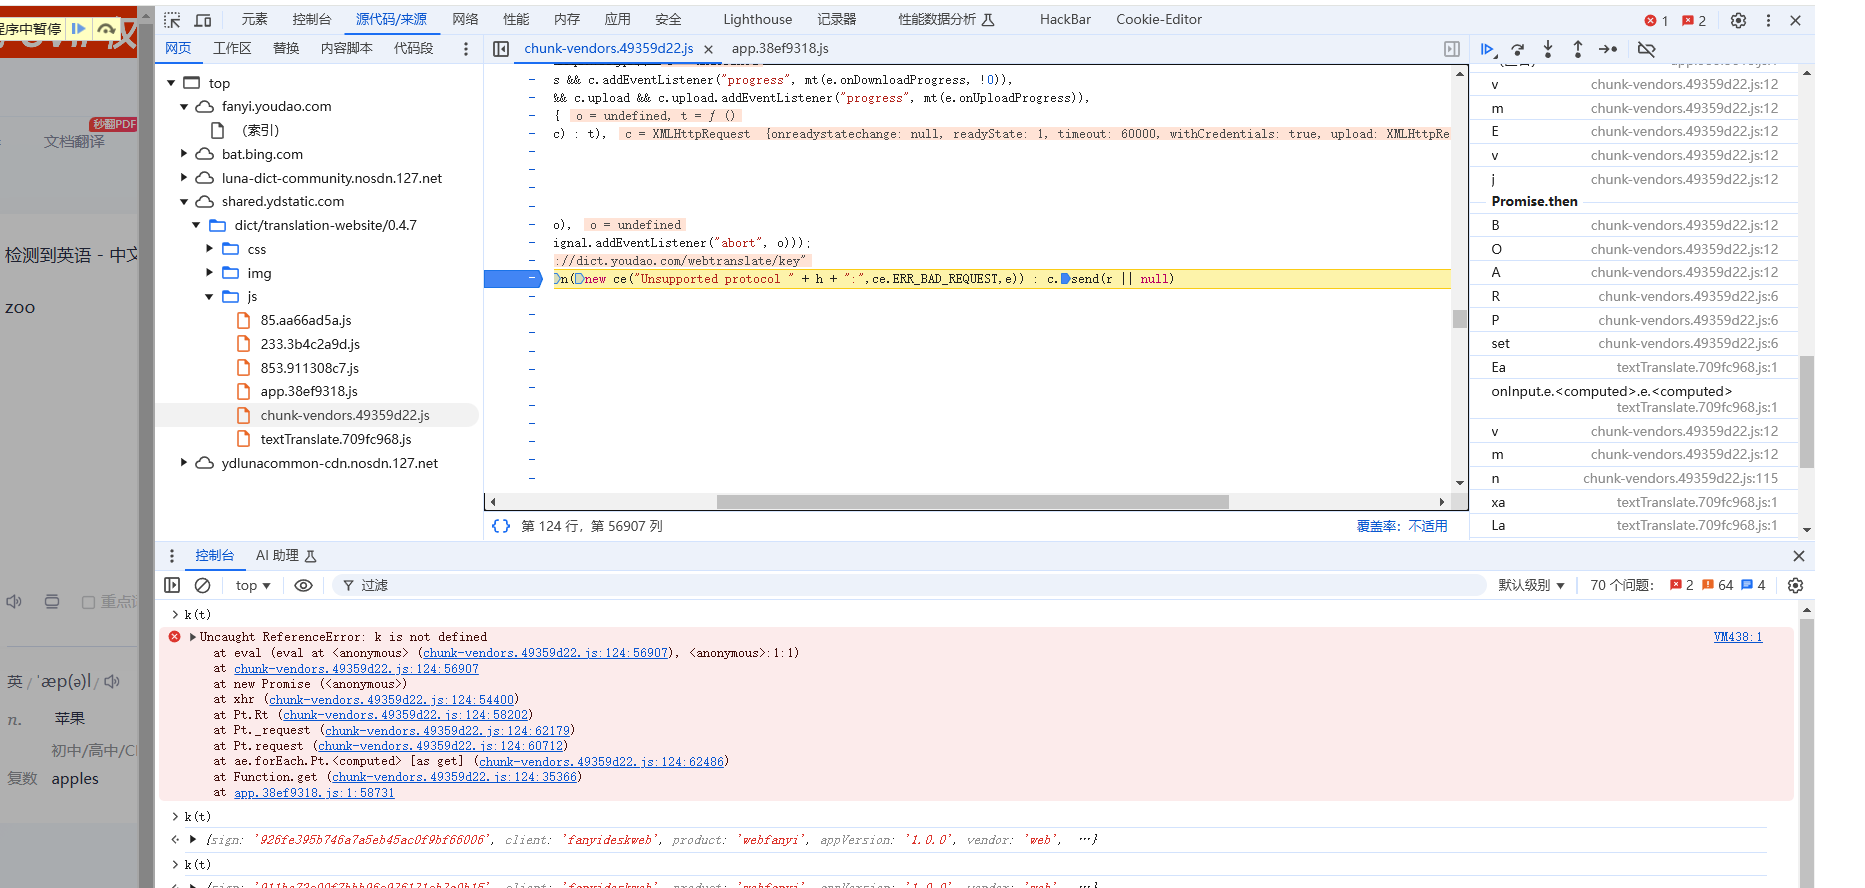 程序中暂停
元素 控制台 源代码/来源 网络 性能 内存 应用 安全 Lighthouse 记录器 性能数据分析 HackBar Cookie-Editor 1 2
网页 工作区 替换 内容脚本 代码段 chunk-vendors.49359d22.js app.38ef9318.js
秒翻PDF
文档翻译
检测到英语 - 中文
zoo
重点
英 / ˈæp(ə)l /
n. 苹果
初中/高中/
复数 apples
top
fanyi.youdao.com
（索引）
bat.bing.com
luna-dict-community.nosdn.127.net
shared.ydstatic.com
dict/translation-website/0.4.7
css
img
js
85.aa66ad5a.js
233.3b4c2a9d.js
853.911308c7.js
app.38ef9318.js
chunk-vendors.49359d22.js
textTranslate.709fc968.js
ydlunacommon-cdn.nosdn.127.net
s && c.addEventListener("progress", mt(e.onDownloadProgress, !0)),
&& c.upload && c.upload.addEventListener("progress", mt(e.onUploadProgress)),
{ o = undefined, t = ƒ ()
c) : t), c = XMLHttpRequest {onreadystatechange: null, readyState: 1, timeout: 60000, withCredentials: true, upload: XMLHttpRe
o), o = undefined
ignal.addEventListener("abort", o)));
://dict.youdao.com/webtranslate/key"
n(new ce("Unsupported protocol " + h + ":",ce.ERR_BAD_REQUEST,e)) : c.send(r || null)
{} 第 124 行，第 56907 列 覆盖率：不适用
v chunk-vendors.49359d22.js:12
m chunk-vendors.49359d22.js:12
E chunk-vendors.49359d22.js:12
v chunk-vendors.49359d22.js:12
j chunk-vendors.49359d22.js:12
Promise.then
B chunk-vendors.49359d22.js:12
O chunk-vendors.49359d22.js:12
A chunk-vendors.49359d22.js:12
R chunk-vendors.49359d22.js:6
P chunk-vendors.49359d22.js:6
set chunk-vendors.49359d22.js:6
Ea textTranslate.709fc968.js:1
onInput.e.<computed>.e.<computed>
textTranslate.709fc968.js:1
v chunk-vendors.49359d22.js:12
m chunk-vendors.49359d22.js:12
n chunk-vendors.49359d22.js:115
xa textTranslate.709fc968.js:1
La textTranslate.709fc968.js:1
控制台 AI 助理
top 过滤 默认级别 70 个问题： 2 64 4
k(t)
Uncaught ReferenceError: k is not defined VM438:1
at eval (eval at <anonymous> (chunk-vendors.49359d22.js:124:56907), <anonymous>:1:1)
at chunk-vendors.49359d22.js:124:56907
at new Promise (<anonymous>)
at xhr (chunk-vendors.49359d22.js:124:54400)
at Pt.Rt (chunk-vendors.49359d22.js:124:58202)
at Pt._request (chunk-vendors.49359d22.js:124:62179)
at Pt.request (chunk-vendors.49359d22.js:124:60712)
at ae.forEach.Pt.<computed> [as get] (chunk-vendors.49359d22.js:124:62486)
at Function.get (chunk-vendors.49359d22.js:124:35366)
at app.38ef9318.js:1:58731
k(t)
{sign: '926fe395b746a7a5eb45ac0f9bf66006', client: 'fanyideskweb', product: 'webfanyi', appVersion: '1.0.0', vendor: 'web', …}
k(t)